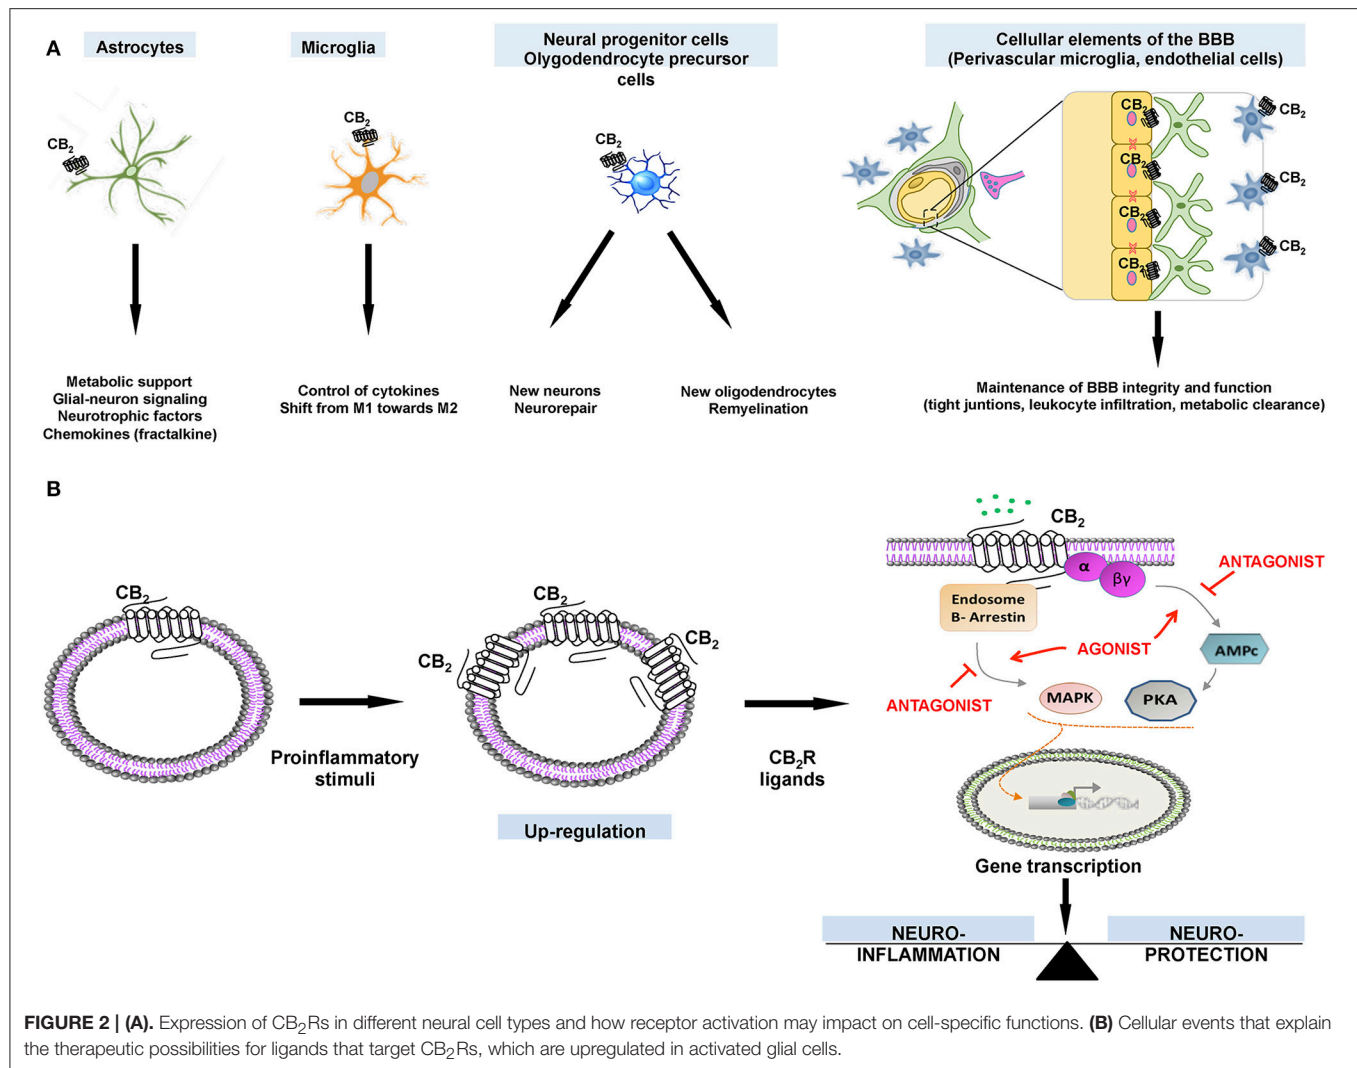 A
Astrocytes
Microglia
Neural progenitor cells
Olygodendrocyte precursor
cells
Cellular elements of the BBB
(Perivascular microglia, endothelial cells)
CB2
CB2
CB2
CB2
CB2
CB2
CB2
CB2
CB2
CB2
Metabolic support
Glial-neuron signaling
Neurotrophic factors
Chemokines (fractalkine)
Control of cytokines
Shift from M1 towards M2
New neurons
Neurorepair
New oligodendrocytes
Remyelination
Maintenance of BBB integrity and function
(tight juntions, leukocyte infiltration, metabolic clearance)
B
CB2
Proinflammatory
stimuli
CB2
CB2
CB2
Up-regulation
CB2R
ligands
CB2
α
βγ
ANTAGONIST
Endosome
B- Arrestin
AGONIST
AMPc
ANTAGONIST
MAPK
PKA
Gene transcription
NEURO-
INFLAMMATION
NEURO-
PROTECTION
FIGURE 2 | (A). Expression of CB2Rs in different neural cell types and how receptor activation may impact on cell-specific functions. (B) Cellular events that explain
the therapeutic possibilities for ligands that target CB2Rs, which are upregulated in activated glial cells.